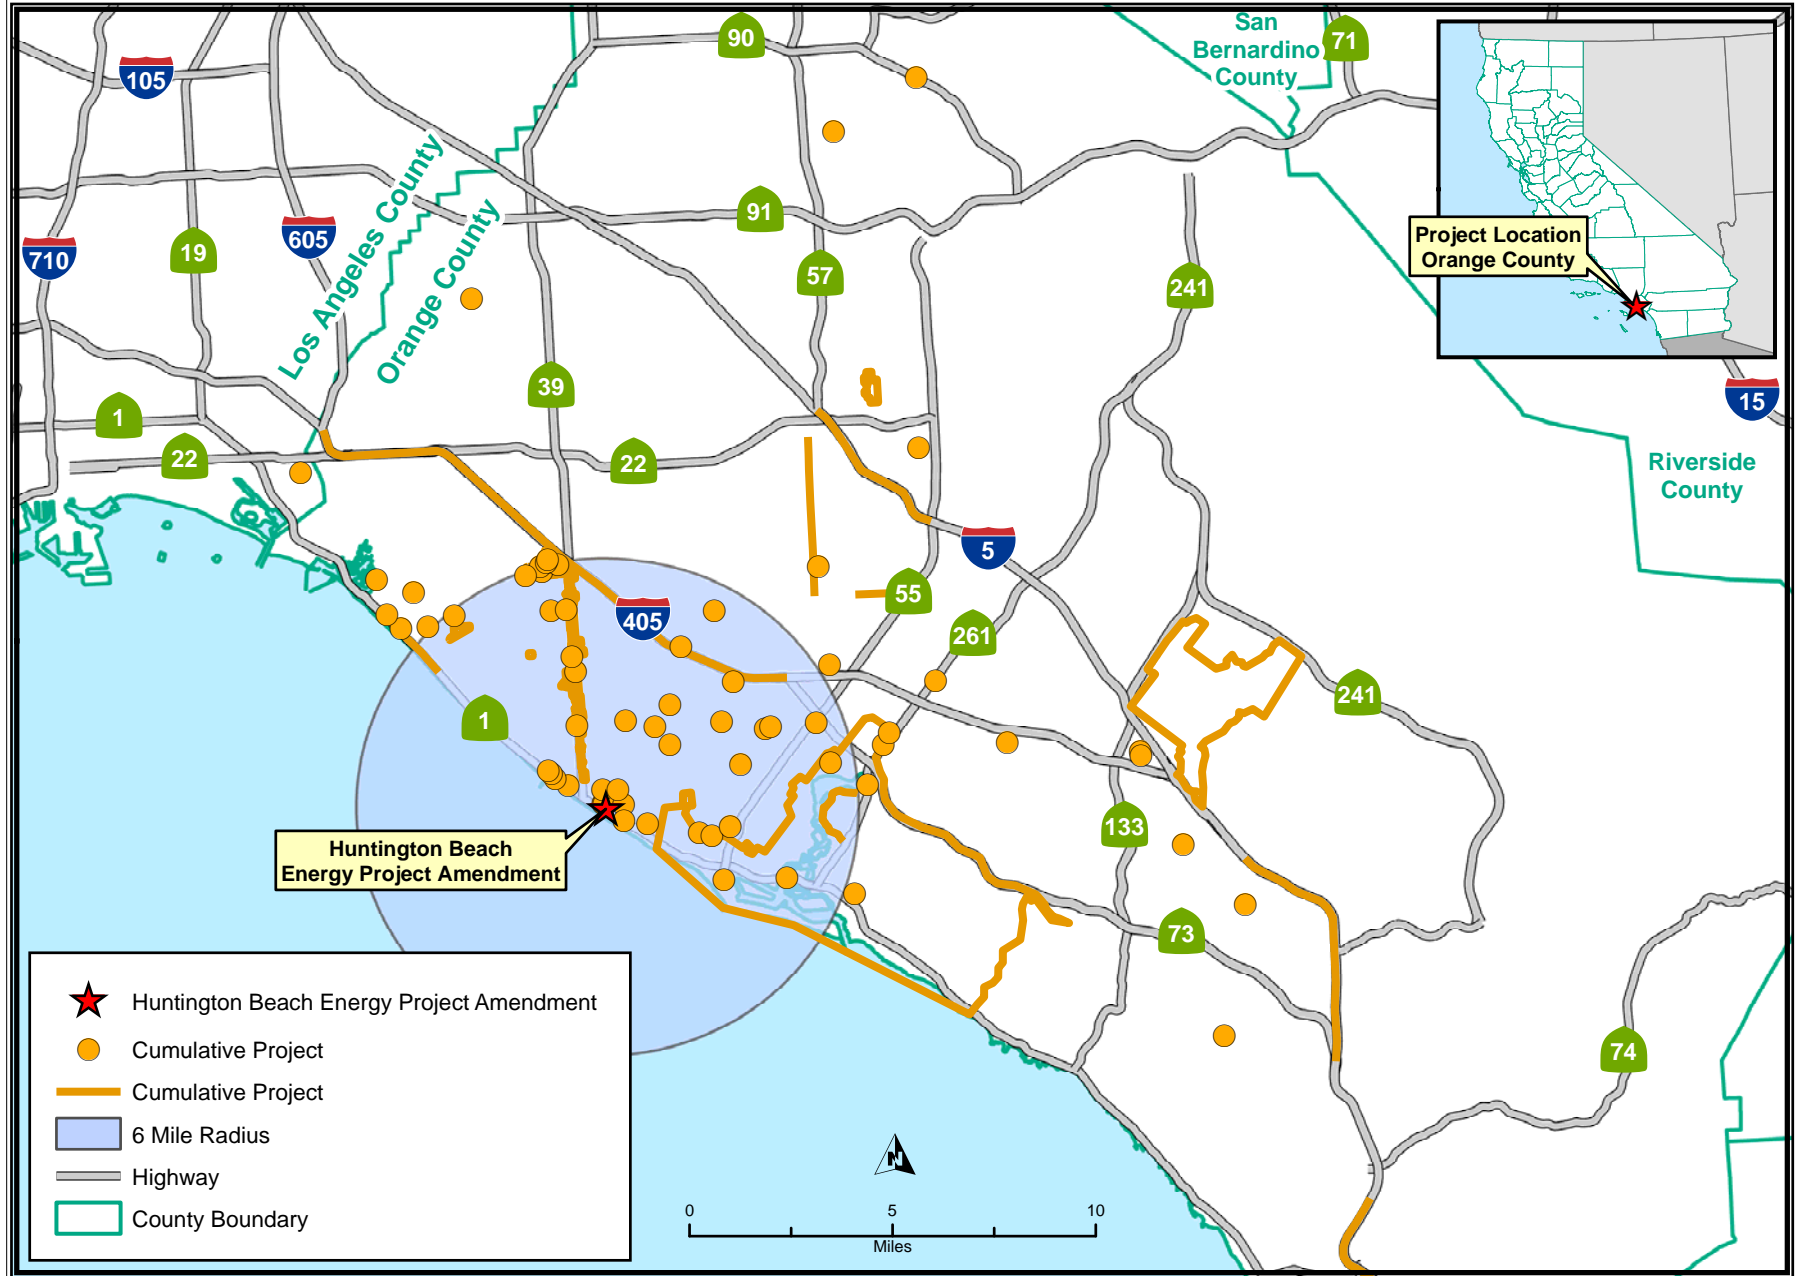 90
San
Bernardino
County
71
105
Los Angeles County
Orange County
91
19
605
710
57
241
Project Location
Orange County
39
1
15
22
22
Riverside
County
5
55
405
261
241
1
133
Huntington Beach
Energy Project Amendment
73
74
Huntington Beach Energy Project Amendment
Cumulative Project
Cumulative Project
6 Mile Radius
Highway
County Boundary
N
0 5 10
Miles